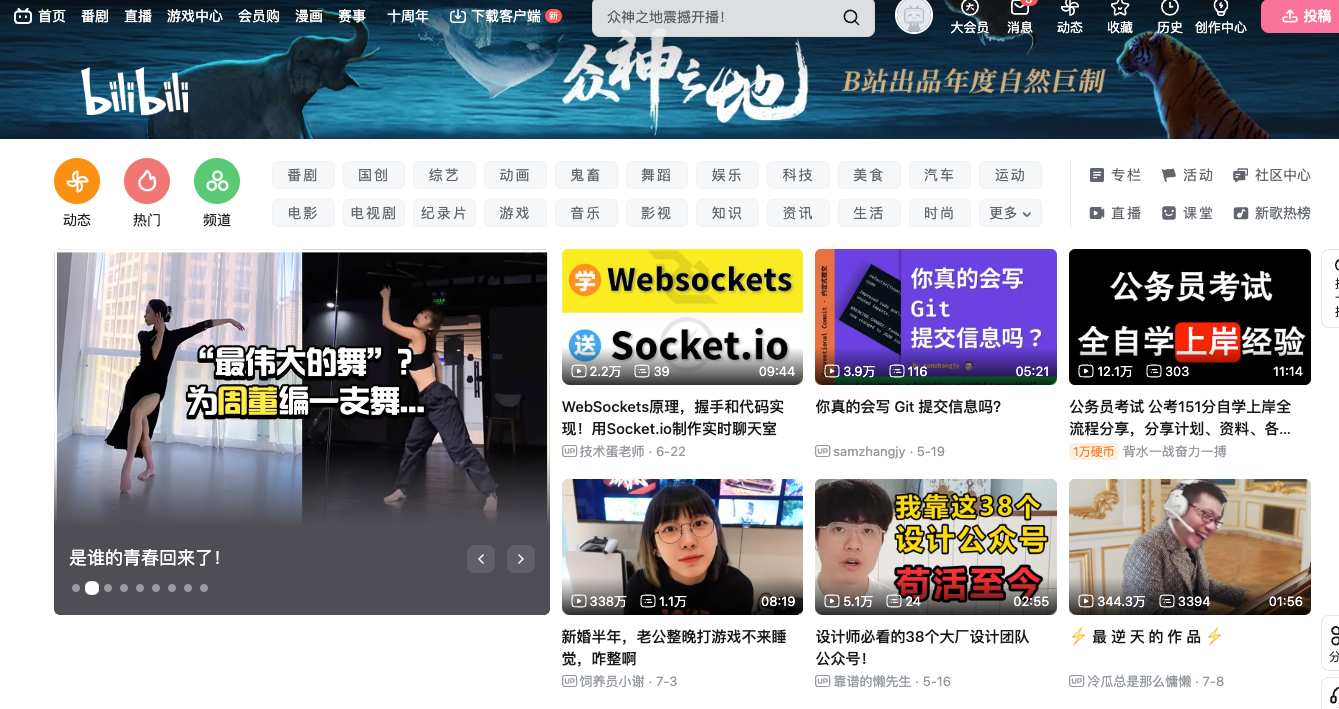 首页 番剧 直播 游戏中心 会员购 漫画 赛事 十周年 下载客户端 新
众神之地震撼开播!
大会员 消息 动态 收藏 历史 创作中心 投稿
bilibili
众神之地
B站出品年度自然巨制
动态 热门 频道
番剧 国创 综艺 动画 鬼畜 舞蹈 娱乐 科技 美食 汽车 运动
电影 电视剧 纪录片 游戏 音乐 影视 知识 资讯 生活 时尚 更多
专栏 活动 社区中心
直播 课堂 新歌热榜
“最伟大的舞”?
为周董编一支舞...
是谁的青春回来了!
学 Websockets
送 Socket.io
2.2万 39 09:44
WebSockets原理，握手和代码实
现！用Socket.io制作实时聊天室
UP 技术蛋老师 · 6-22
你真的会写
Git
提交信息吗？
samzhangjy
3.9万 116 05:21
你真的会写 Git 提交信息吗?
UP samzhangjy · 5-19
公务员考试
全自学上岸经验
12.1万 303 11:14
公务员考试 公考151分自学上岸全
流程分享，分享计划、资料、各...
1万硬币 背水一战奋力一搏
338万 1.1万 08:19
新婚半年，老公整晚打游戏不来睡
觉，咋整啊
UP 饲养员小谢 · 7-3
我靠这38个
设计公众号
苟活至今
5.1万 24 02:55
设计师必看的38个大厂设计团队
公众号！
UP 靠谱的懒先生 · 5-16
344.3万 3394 01:56
⚡ 最 逆 天 的 作 品 ⚡
UP 冷瓜总是那么慵懒 · 7-8